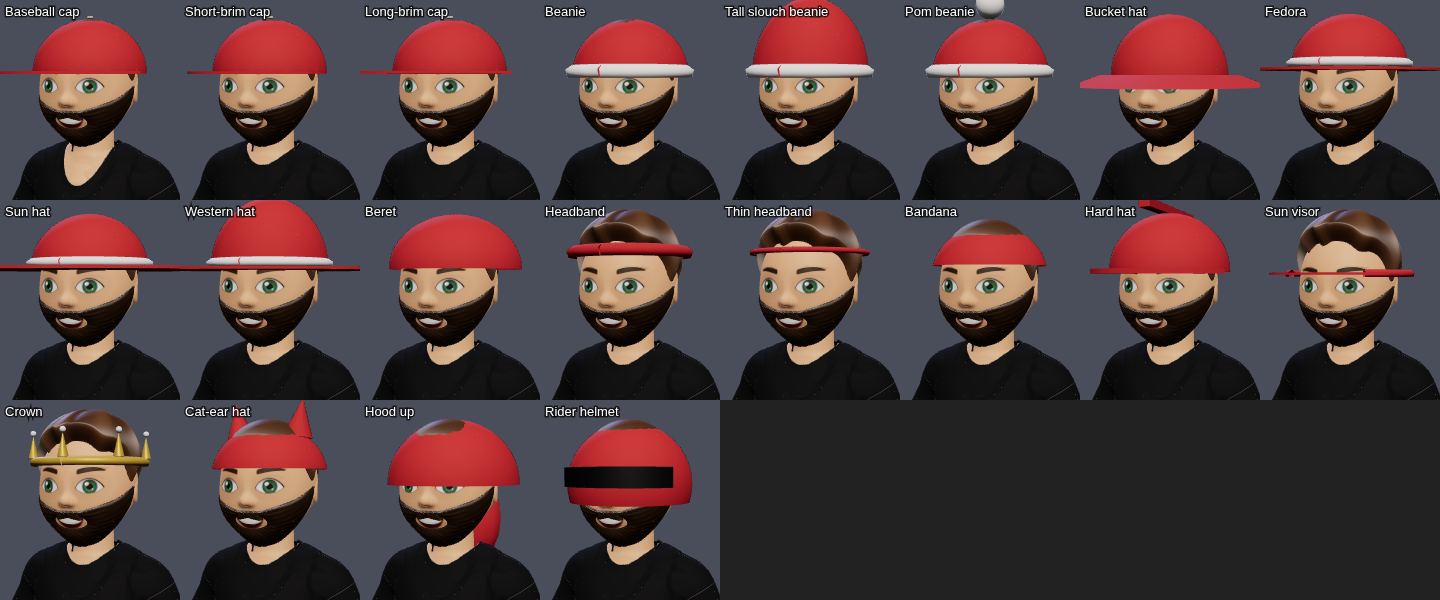 Baseball cap
Short-brim cap
Long-brim cap
Beanie
Tall slouch beanie
Pom beanie
Bucket hat
Fedora
Sun hat
Western hat
Beret
Headband
Thin headband
Bandana
Hard hat
Sun visor
Crown
Cat-ear hat
Hood up
Rider helmet